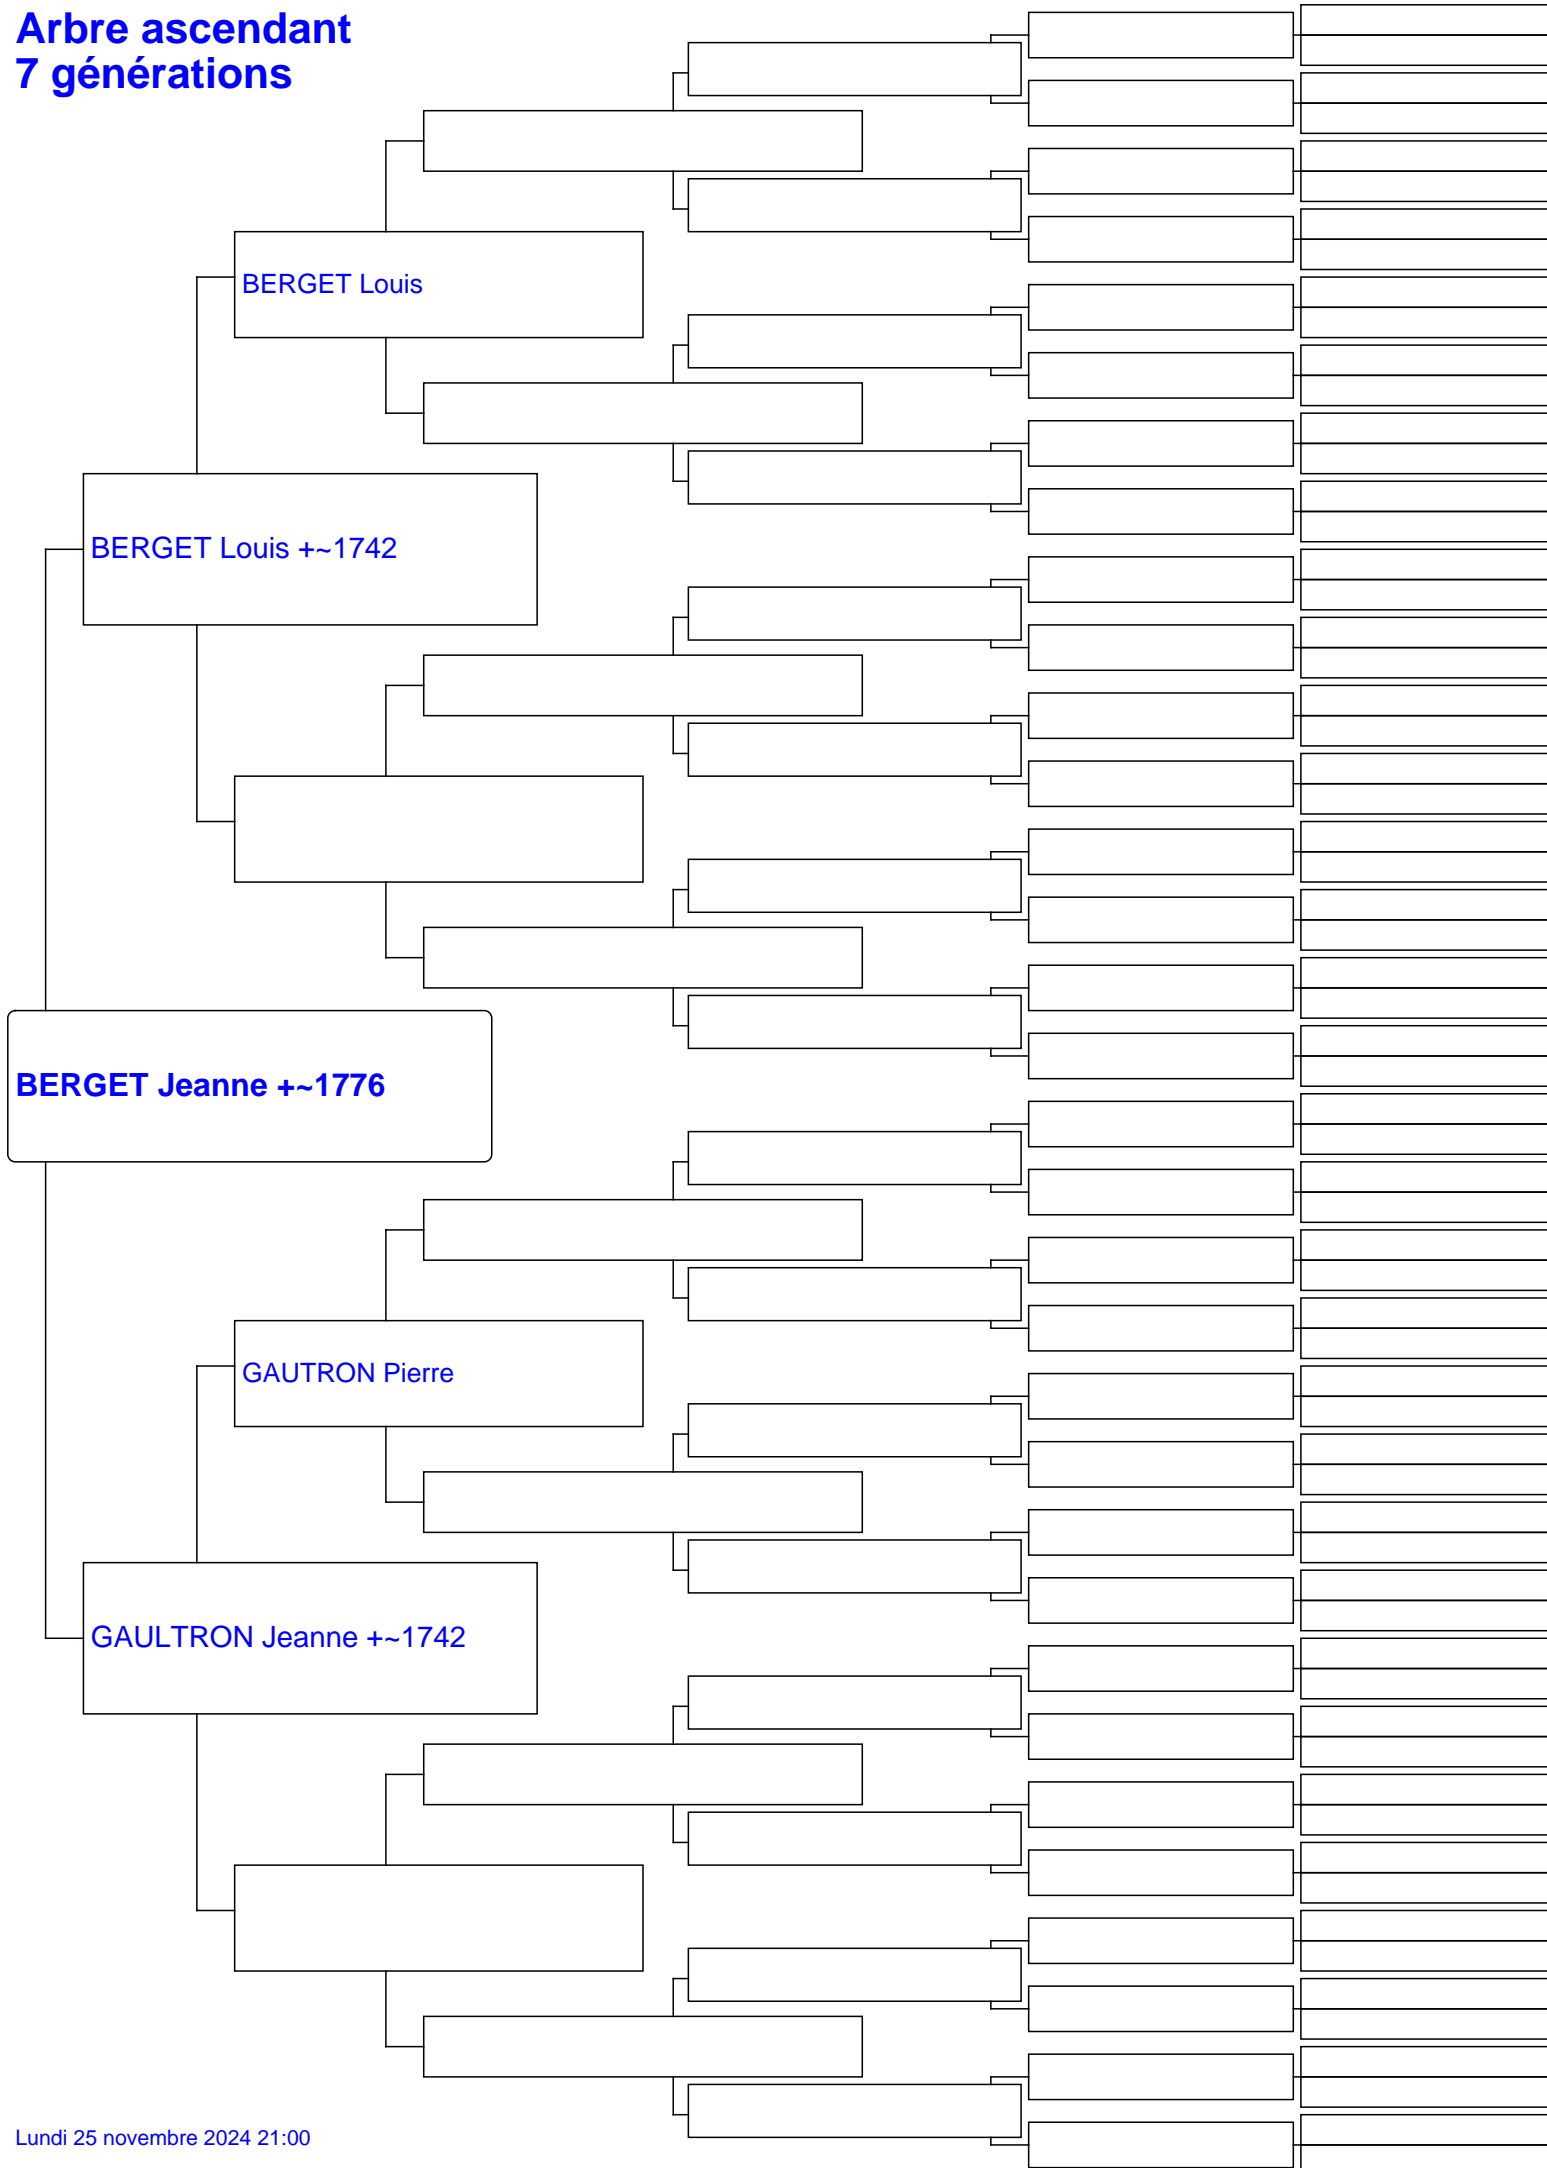 Arbre ascendant
7 générations
BERGET Louis
BERGET Louis +~1742
BERGET Jeanne +~1776
GAUTRON Pierre
GAULTRON Jeanne +~1742
Lundi 25 novembre 2024 21:00